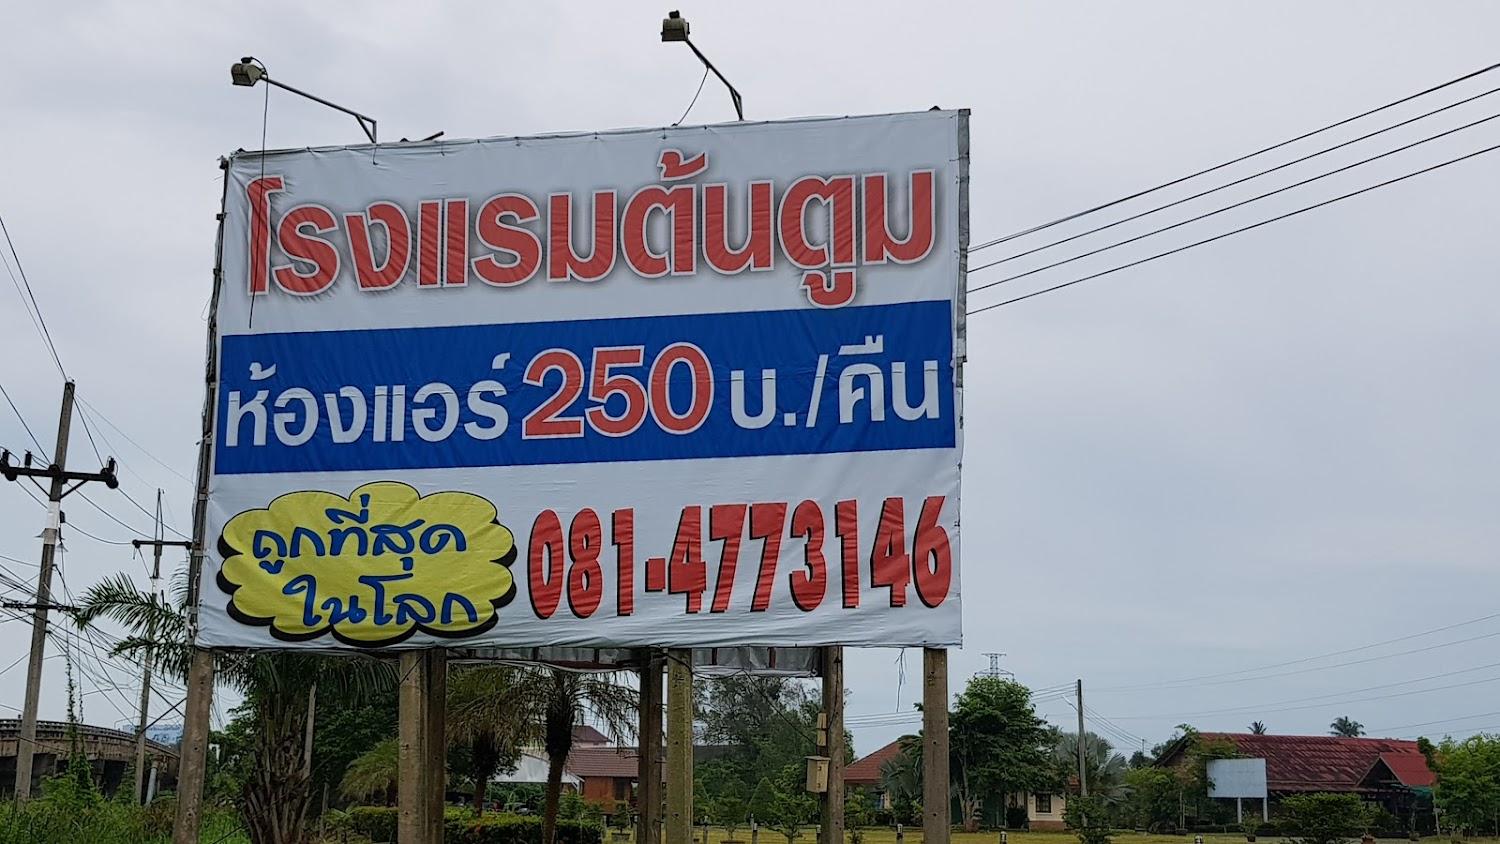 โรงแรมต้นตูม
ห้องแอร์ 250 บ./คืน
ถูกที่สุด
ในโลก
081-4773146